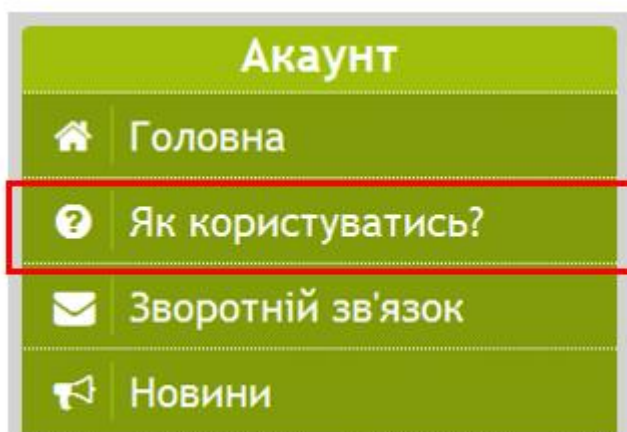 Акаунт
Головна
Як користуватись?
Зворотній зв'язок
Новини